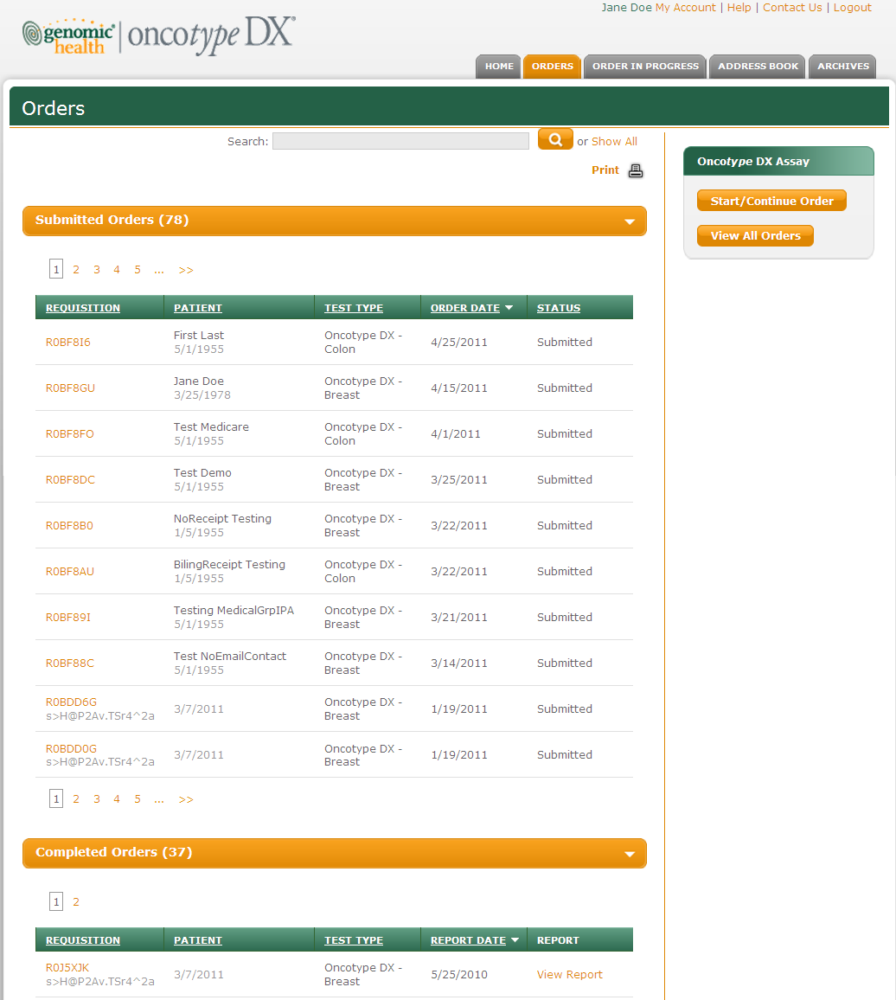 Jane Doe My Account | Help | Contact Us | Logout
genomic health | oncotype DX®
HOME ORDERS ORDER IN PROGRESS ADDRESS BOOK ARCHIVES
Orders
Search: or Show All
Print
Oncotype DX Assay
Start/Continue Order
View All Orders
Submitted Orders (78)
1 2 3 4 5 ... >>
REQUISITION PATIENT TEST TYPE ORDER DATE STATUS
R0BF8I6 First Last 5/1/1955 Oncotype DX - Colon 4/25/2011 Submitted
R0BF8GU Jane Doe 3/25/1978 Oncotype DX - Breast 4/15/2011 Submitted
R0BF8FO Test Medicare 5/1/1955 Oncotype DX - Colon 4/1/2011 Submitted
R0BF8DC Test Demo 5/1/1955 Oncotype DX - Breast 3/25/2011 Submitted
R0BF8B0 NoReceipt Testing 1/5/1955 Oncotype DX - Breast 3/22/2011 Submitted
R0BF8AU BilingReceipt Testing 1/5/1955 Oncotype DX - Colon 3/22/2011 Submitted
R0BF89I Testing MedicalGrpIPA 5/1/1955 Oncotype DX - Breast 3/21/2011 Submitted
R0BF88C Test NoEmailContact 5/1/1955 Oncotype DX - Breast 3/14/2011 Submitted
R0BDD6G s>H@P2Av.TSr4^2a 3/7/2011 Oncotype DX - Breast 1/19/2011 Submitted
R0BDD0G s>H@P2Av.TSr4^2a 3/7/2011 Oncotype DX - Breast 1/19/2011 Submitted
1 2 3 4 5 ... >>
Completed Orders (37)
1 2
REQUISITION PATIENT TEST TYPE REPORT DATE REPORT
R0J5XJK s>H@P2Av.TSr4^2a 3/7/2011 Oncotype DX - Breast 5/25/2010 View Report